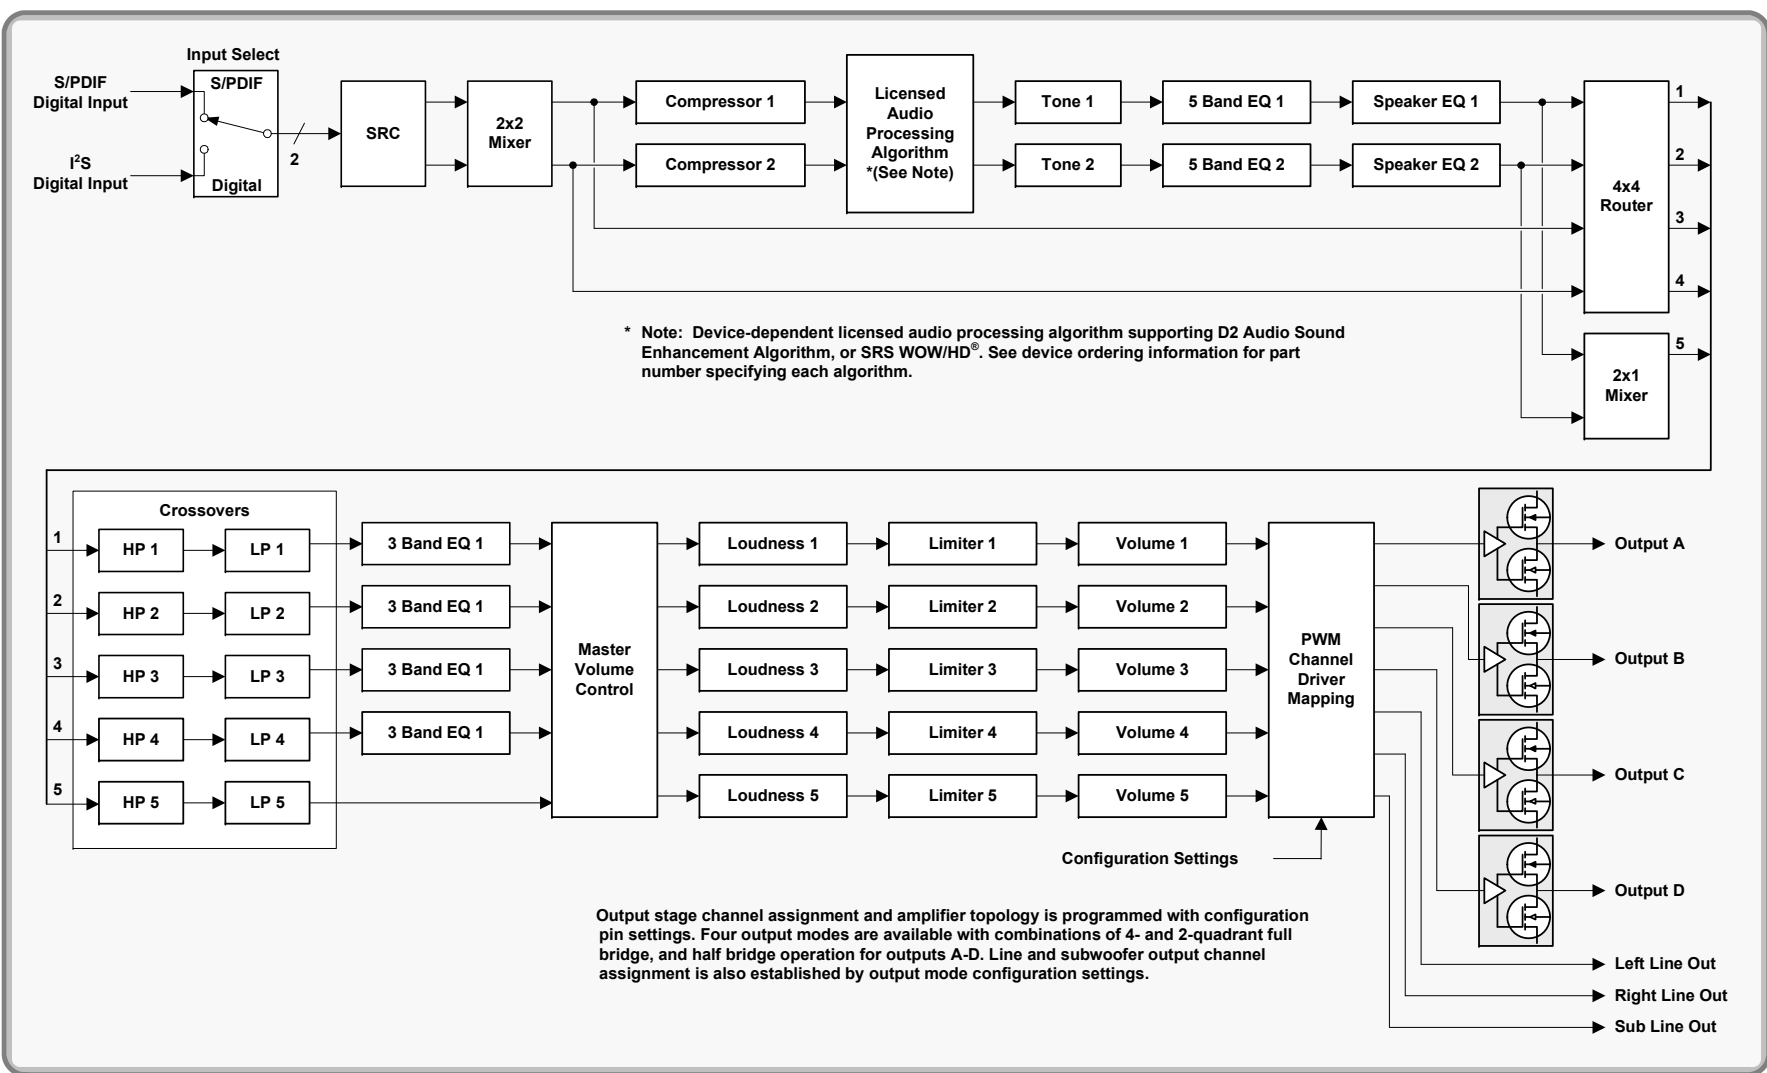 Input Select
S/PDIF
Digital Input
S/PDIF
I²S
Digital Input
Digital
2
SRC
2x2
Mixer
Compressor 1
Compressor 2
Licensed
Audio
Processing
Algorithm
*(See Note)
Tone 1
Tone 2
5 Band EQ 1
5 Band EQ 2
Speaker EQ 1
Speaker EQ 2
4x4
Router
1
2
3
4
2x1
Mixer
5
* Note: Device-dependent licensed audio processing algorithm supporting D2 Audio Sound
Enhancement Algorithm, or SRS WOW/HD®. See device ordering information for part
number specifying each algorithm.
Crossovers
1
HP 1
LP 1
3 Band EQ 1
2
HP 2
LP 2
3 Band EQ 1
3
HP 3
LP 3
3 Band EQ 1
4
HP 4
LP 4
3 Band EQ 1
5
HP 5
LP 5
Master
Volume
Control
Loudness 1
Limiter 1
Volume 1
Loudness 2
Limiter 2
Volume 2
Loudness 3
Limiter 3
Volume 3
Loudness 4
Limiter 4
Volume 4
Loudness 5
Limiter 5
Volume 5
PWM
Channel
Driver
Mapping
Configuration Settings
Output A
Output B
Output C
Output D
Left Line Out
Right Line Out
Sub Line Out
Output stage channel assignment and amplifier topology is programmed with configuration
pin settings. Four output modes are available with combinations of 4- and 2-quadrant full
bridge, and half bridge operation for outputs A-D. Line and subwoofer output channel
assignment is also established by output mode configuration settings.